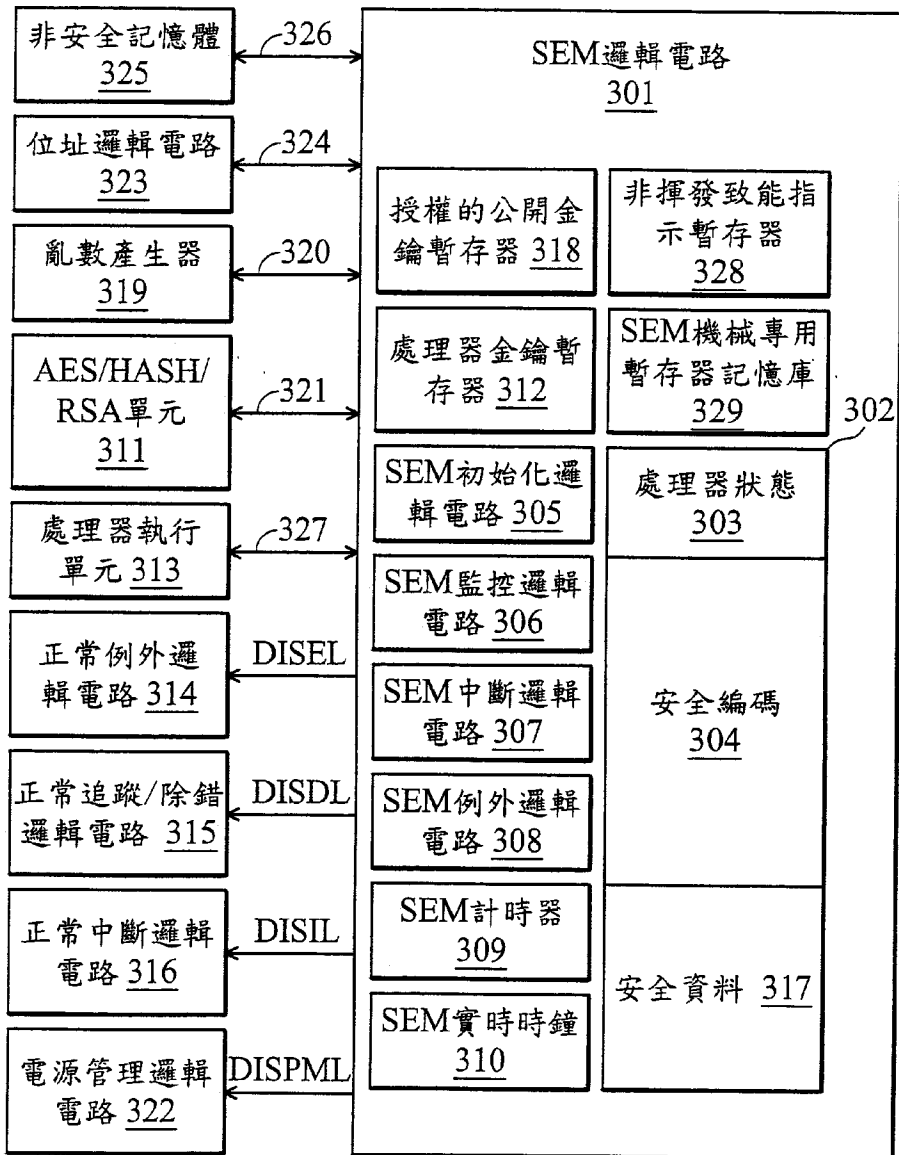 非安全記憶體
325
326
位址邏輯電路
323
324
亂數產生器
319
320
AES/HASH/
RSA單元
311
321
處理器執行
單元 313
327
正常例外邏
輯電路 314
DISEL
正常追蹤/除錯
邏輯電路 315
DISDL
正常中斷邏輯
電路 316
DISIL
電源管理邏輯
電路 322
DISPML
SEM邏輯電路
301
授權的公開金
鑰暫存器 318
非揮發致能指
示暫存器
328
處理器金鑰暫
存器 312
SEM機械專用
暫存器記憶庫
329
302
SEM初始化邏
輯電路 305
SEM監控邏輯
電路 306
SEM中斷邏輯
電路 307
SEM例外邏輯
電路 308
SEM計時器
309
SEM實時時鐘
310
處理器狀態
303
安全編碼
304
安全資料 317